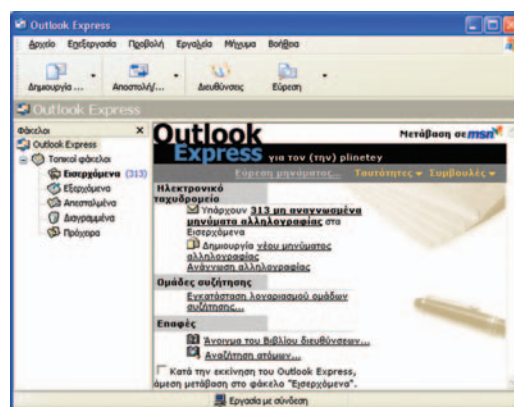 Outlook Express
Αρχείο Επεξεργασία Προβολή Εργαλεία Μήνυμα Βοήθεια
Δημιουργία ... Αποστολή/... Διευθύνσεις Εύρεση
Outlook Express
Φάκελοι
Outlook Express
Τοπικοί φάκελοι
Εισερχόμενα (313)
Εξερχόμενα
Απεσταλμένα
Διαγραμμένα
Πρόχειρα
Outlook
Express για τον (την) plinetey
Μετάβαση σε msn
Εύρεση μηνύματος... Ταυτότητες Συμβουλές
Ηλεκτρονικό
ταχυδρομείο
Υπάρχουν 313 μη αναγνωσμένα
μηνύματα αλληλογραφίας στα
Εισερχόμενα
Δημιουργία νέου μηνύματος
αλληλογραφίας
Ανάγνωση αλληλογραφίας
Ομάδες συζήτησης
Εγκατάσταση λογαριασμού ομάδων
συζήτησης...
Επαφές
Άνοιγμα του Βιβλίου διευθύνσεων...
Αναζήτηση ατόμων...
Κατά την εκκίνηση του Outlook Express,
άμεση μετάβαση στο φάκελο "Εισερχόμενα".
Εργασία με σύνδεση